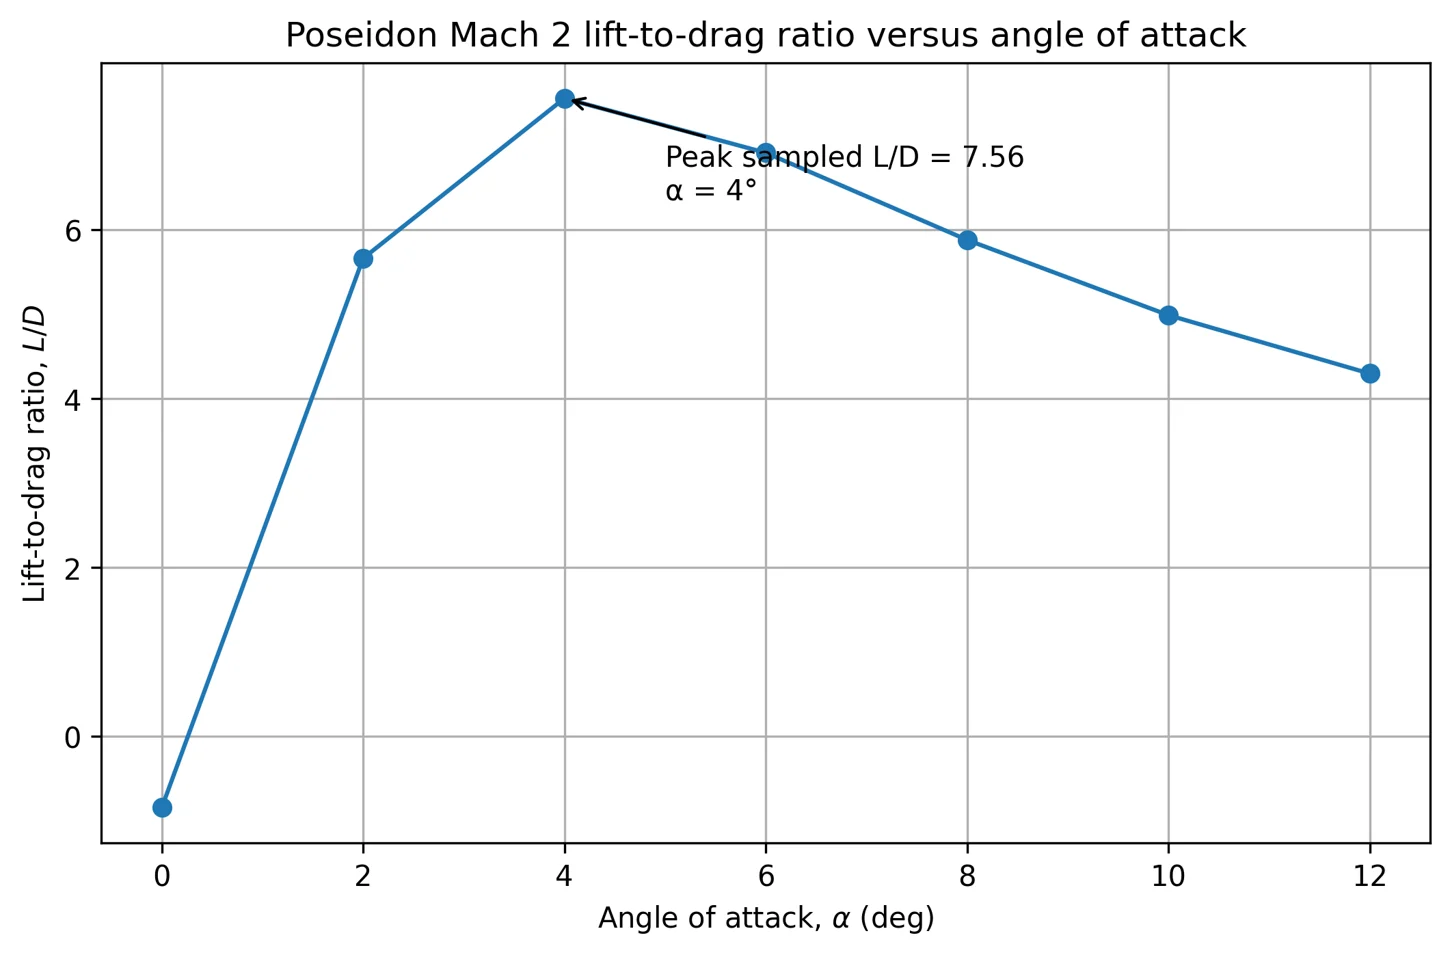 Poseidon Mach 2 lift-to-drag ratio versus angle of attack
Lift-to-drag ratio, L/D
6
4
2
0
Peak sampled L/D = 7.56
α = 4°
0 2 4 6 8 10 12
Angle of attack, α (deg)